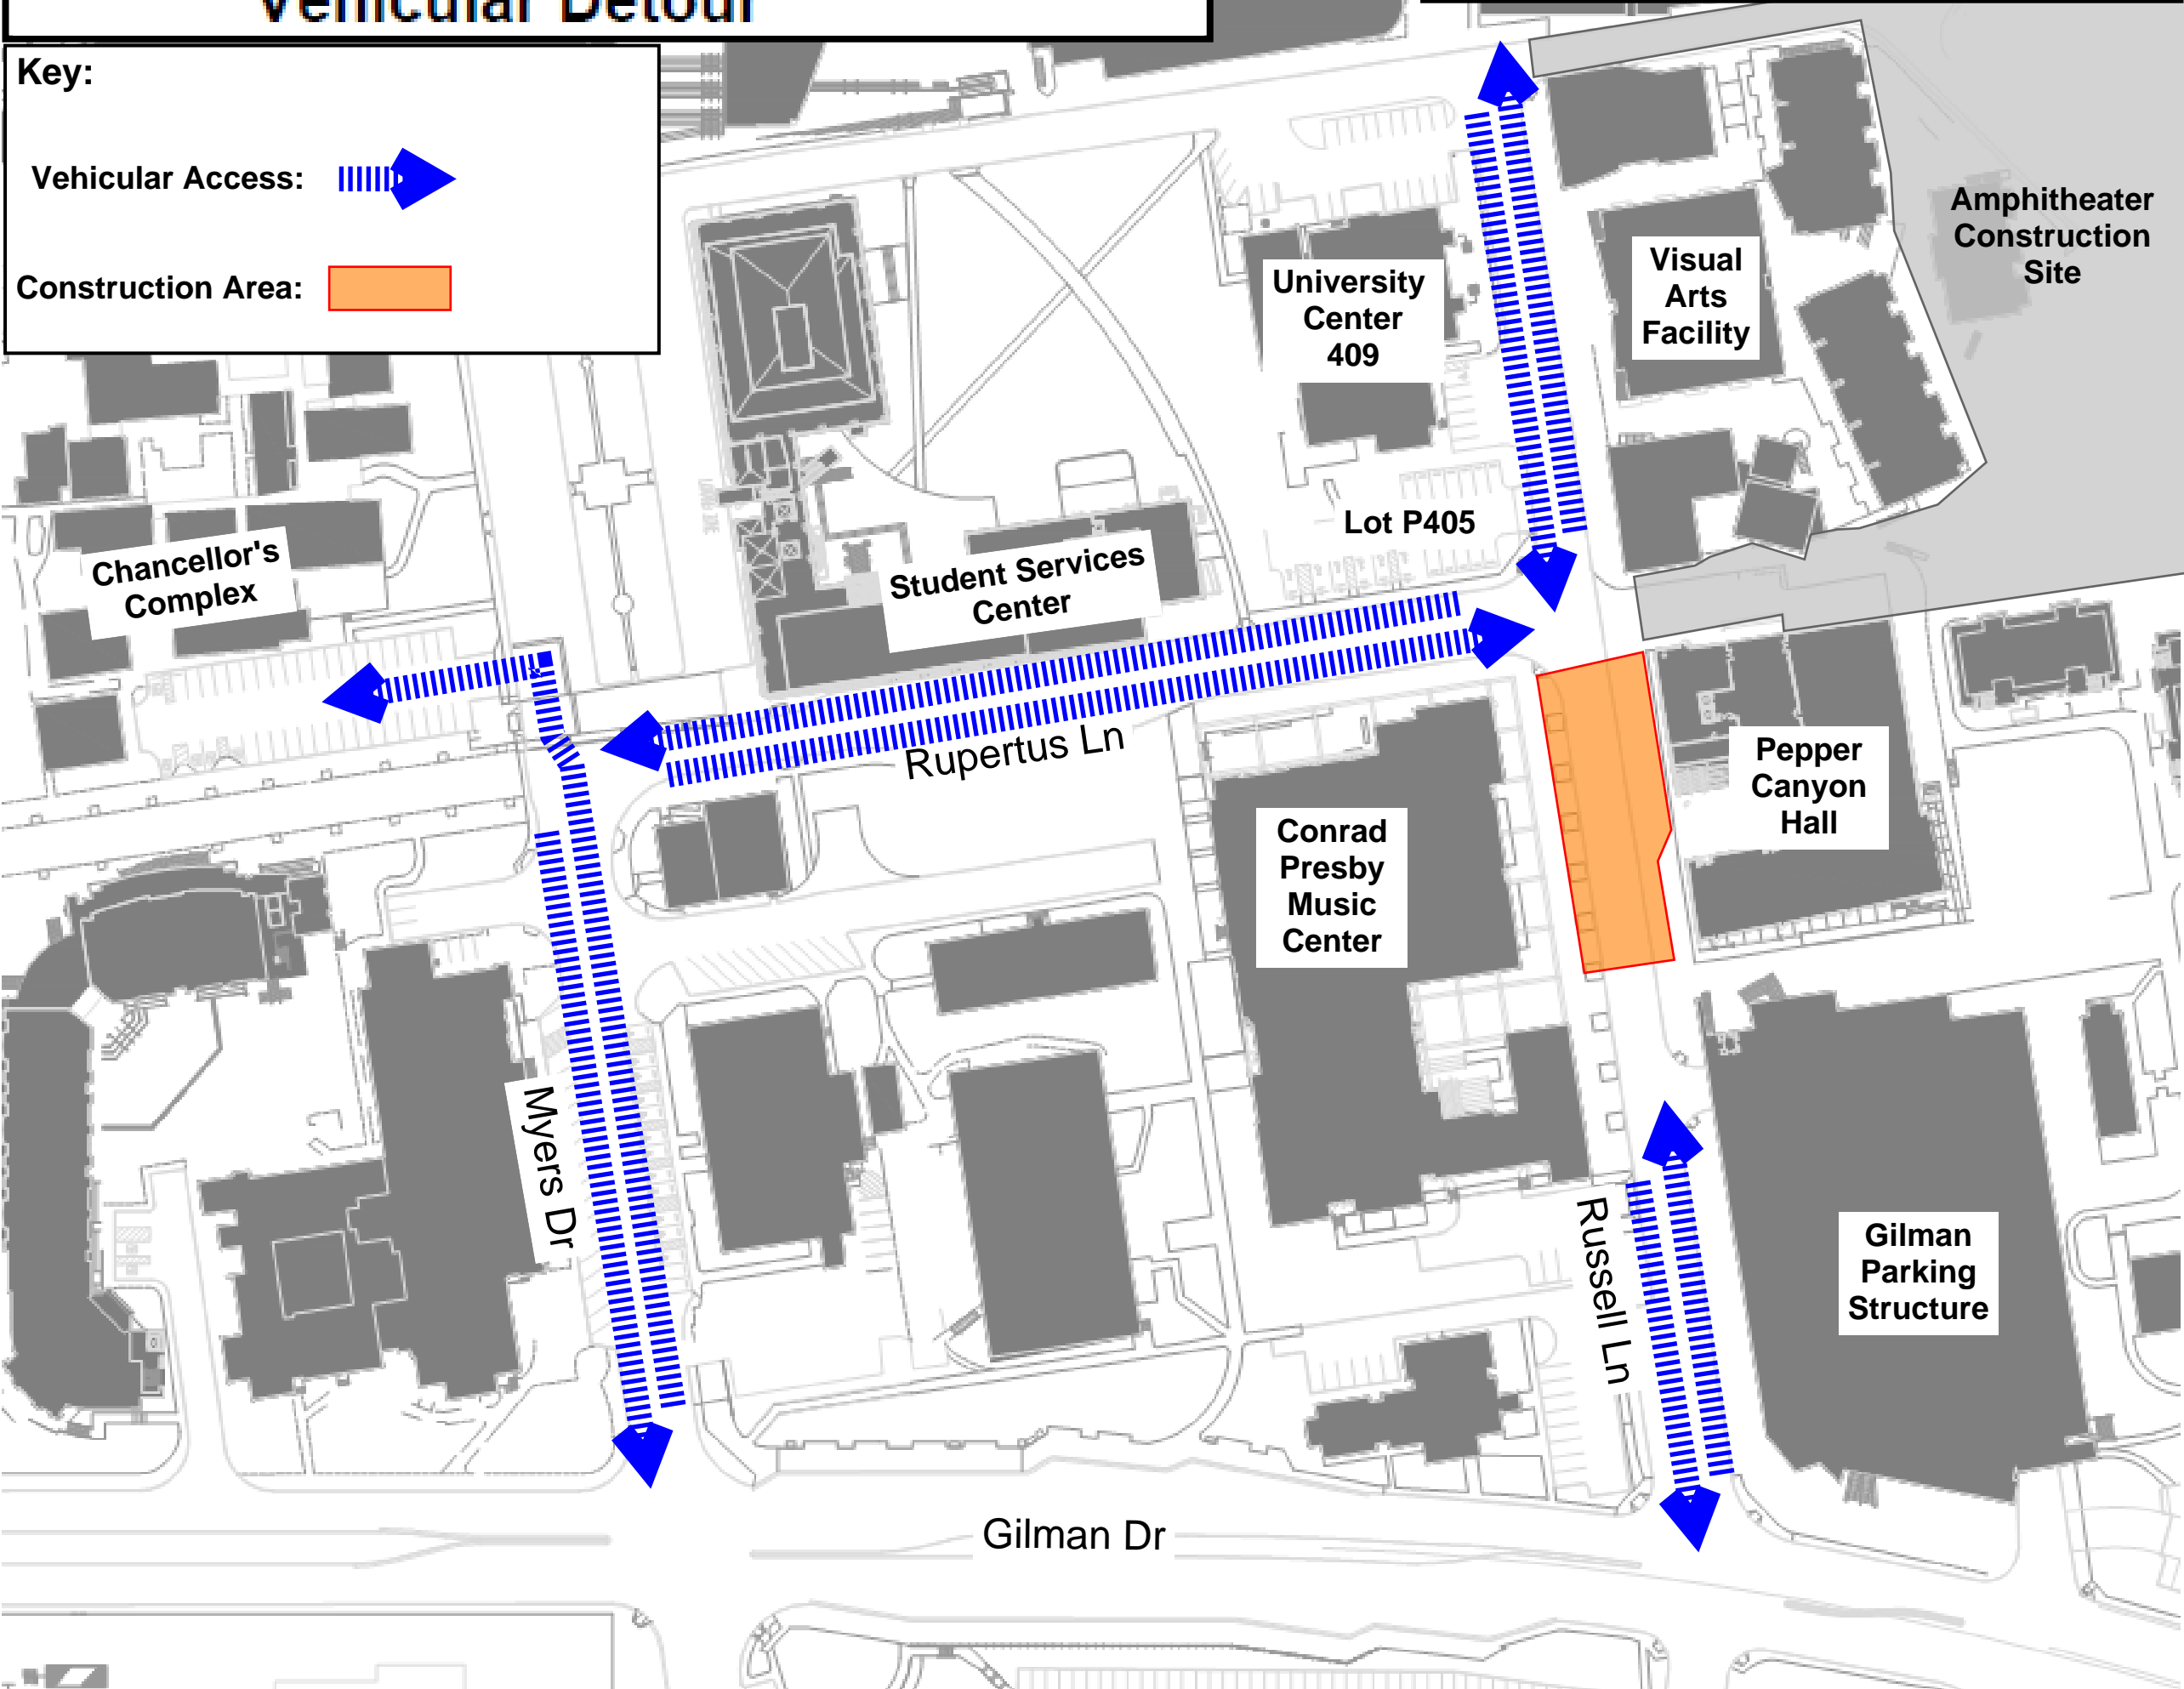 Vehicular Detour
Key:
Vehicular Access:
Construction Area:
Amphitheater
Construction
Site
Visual
Arts
Facility
University
Center
409
Lot P405
Chancellor's
Complex
Student Services
Center
Rupertus Ln
Pepper
Canyon
Hall
Conrad
Presby
Music
Center
Myers Dr
Russell Ln
Gilman
Parking
Structure
Gilman Dr